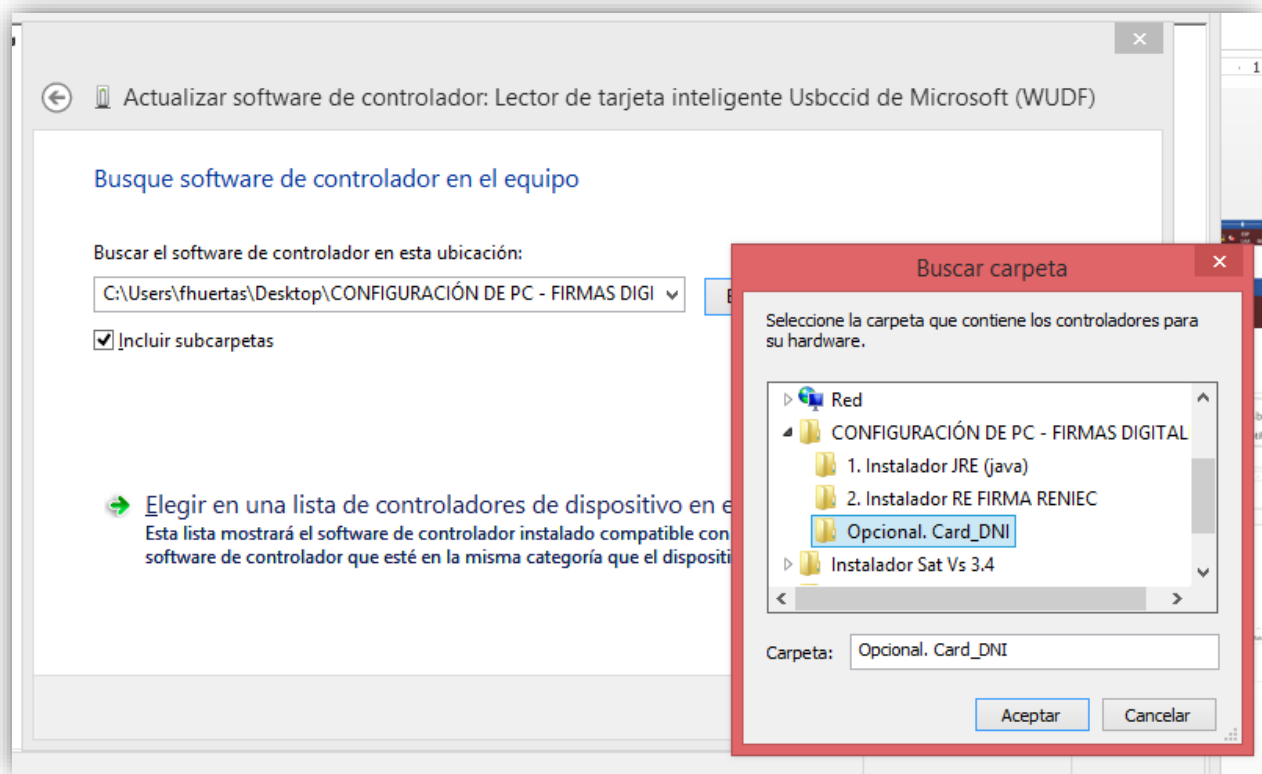 Actualizar software de controlador: Lector de tarjeta inteligente Usbccid de Microsoft (WUDF)
Busque software de controlador en el equipo
Buscar el software de controlador en esta ubicación:
C:\Users\fhuertas\Desktop\CONFIGURACIÓN DE PC - FIRMAS DIGI
Incluir subcarpetas
Elegir en una lista de controladores de dispositivo en e
Esta lista mostrará el software de controlador instalado compatible con
software de controlador que esté en la misma categoría que el dispositi
Buscar carpeta
Seleccione la carpeta que contiene los controladores para
su hardware.
Red
CONFIGURACIÓN DE PC - FIRMAS DIGITAL
1. Instalador JRE (java)
2. Instalador RE FIRMA RENIEC
Opcional. Card_DNI
Instalador Sat Vs 3.4
Carpeta:
Opcional. Card_DNI
Aceptar
Cancelar